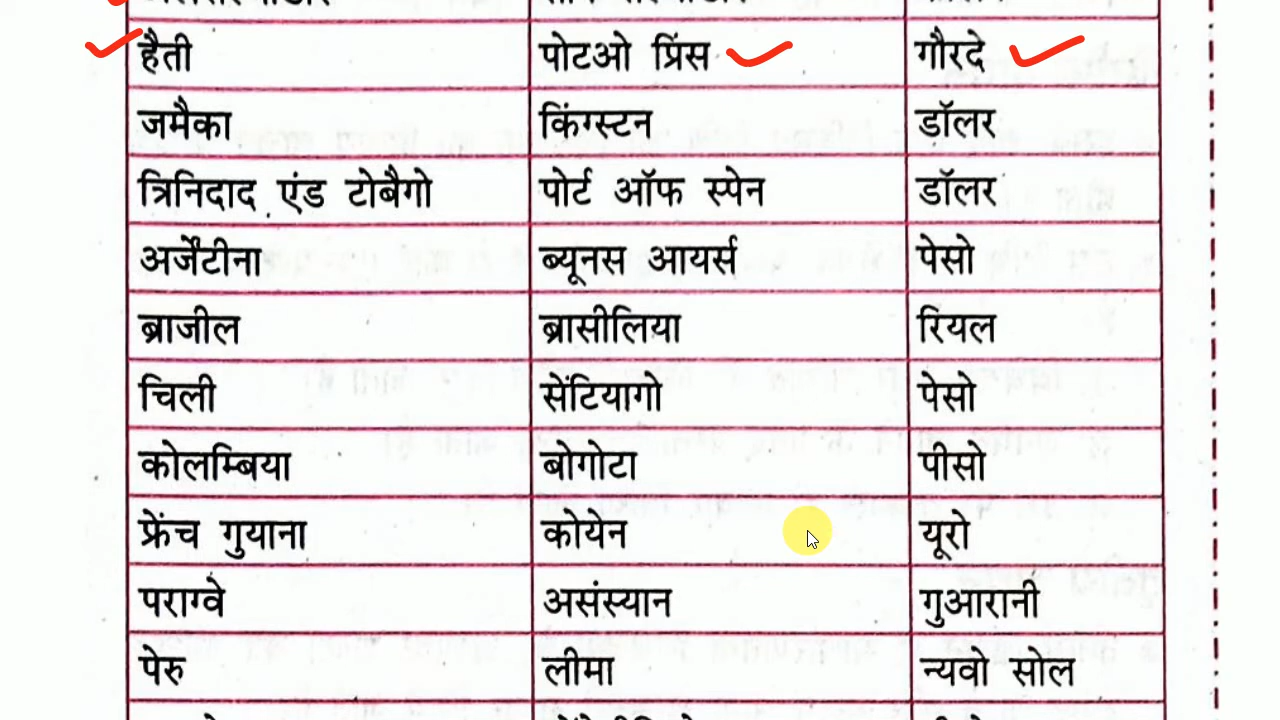 हैती पोटओ प्रिंस गौरदे
जमैका किंग्स्टन डॉलर
त्रिनिदाद एंड टोबैगो पोर्ट ऑफ स्पेन डॉलर
अर्जेंटीना ब्यूनस आयर्स पेसो
ब्राजील ब्रासीलिया रियल
चिली सेंटियागो पेसो
कोलम्बिया बोगोटा पीसो
फ्रेंच गुयाना कोयेन यूरो
पराग्वे असंस्यान गुआरानी
पेरु लीमा न्यवो सोल